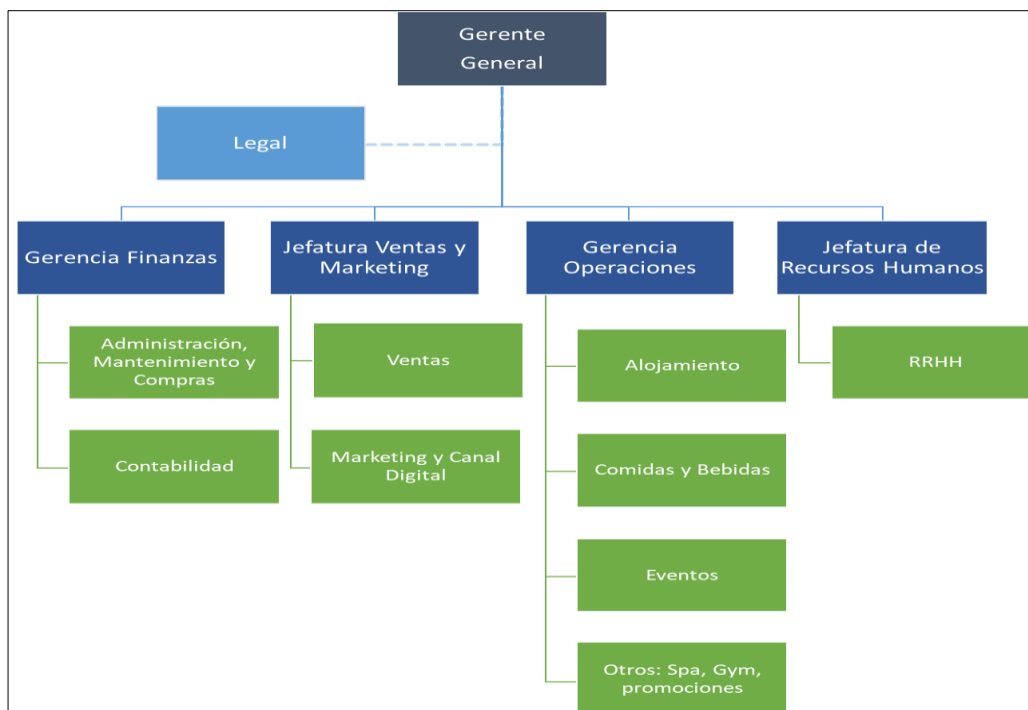 Gerente
General
Legal
Gerencia Finanzas
Jefatura Ventas y
Marketing
Gerencia
Operaciones
Jefatura de
Recursos Humanos
Administración,
Mantenimiento y
Compras
Contabilidad
Ventas
Marketing y Canal
Digital
Alojamiento
Comidas y Bebidas
Eventos
Otros: Spa, Gym,
promociones
RRHH